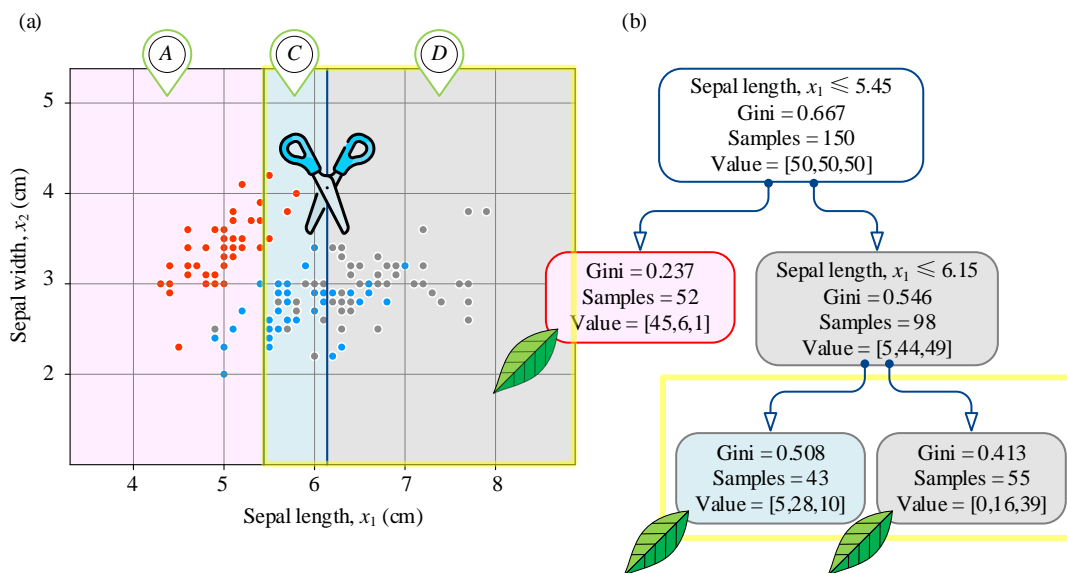 (a)
(b)
A
C
D
5
4
3
2
Sepal width, x2 (cm)
4
5
6
7
8
Sepal length, x1 (cm)
Sepal length, x1 ⩽ 5.45
Gini = 0.667
Samples = 150
Value = [50,50,50]
Gini = 0.237
Samples = 52
Value = [45,6,1]
Sepal length, x1 ⩽ 6.15
Gini = 0.546
Samples = 98
Value = [5,44,49]
Gini = 0.508
Samples = 43
Value = [5,28,10]
Gini = 0.413
Samples = 55
Value = [0,16,39]